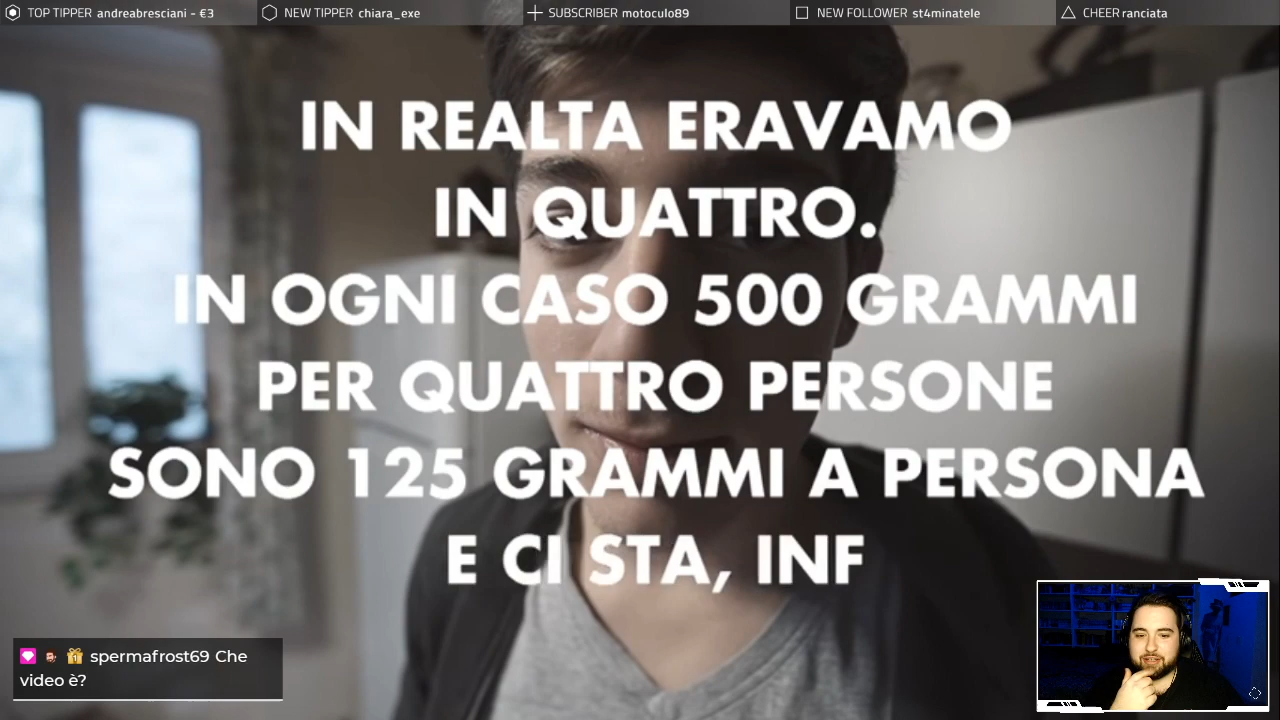 TOP TIPPER andreabresciani - €3
NEW TIPPER chiara_exe
SUBSCRIBER motoculo89
NEW FOLLOWER st4minatele
CHEER ranciata
IN REALTA ERAVAMO
IN QUATTRO.
IN OGNI CASO 500 GRAMMI
PER QUATTRO PERSONE
SONO 125 GRAMMI A PERSONA
E CI STA, INF
spermafrost69 Che
video è?